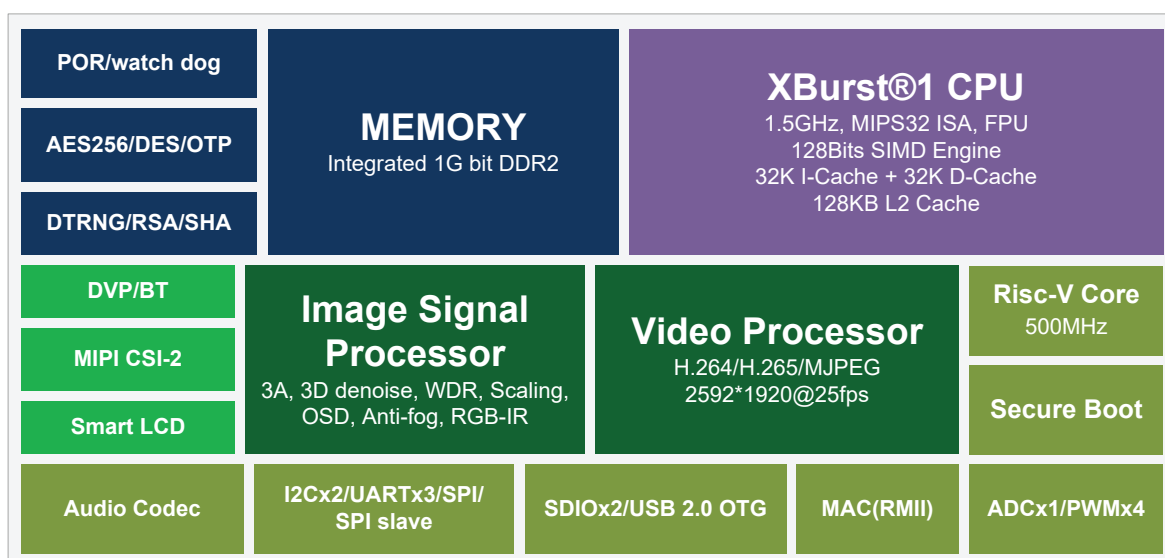 POR/watch dog
AES256/DES/OTP
DTRNG/RSA/SHA
MEMORY
Integrated 1G bit DDR2
XBurst®1 CPU
1.5GHz, MIPS32 ISA, FPU
128Bits SIMD Engine
32K I-Cache + 32K D-Cache
128KB L2 Cache
DVP/BT
MIPI CSI-2
Smart LCD
Image Signal
Processor
3A, 3D denoise, WDR, Scaling,
OSD, Anti-fog, RGB-IR
Video Processor
H.264/H.265/MJPEG
2592*1920@25fps
Risc-V Core
500MHz
Secure Boot
Audio Codec
I2Cx2/UARTx3/SPI/
SPI slave
SDIOx2/USB 2.0 OTG
MAC(RMII)
ADCx1/PWMx4